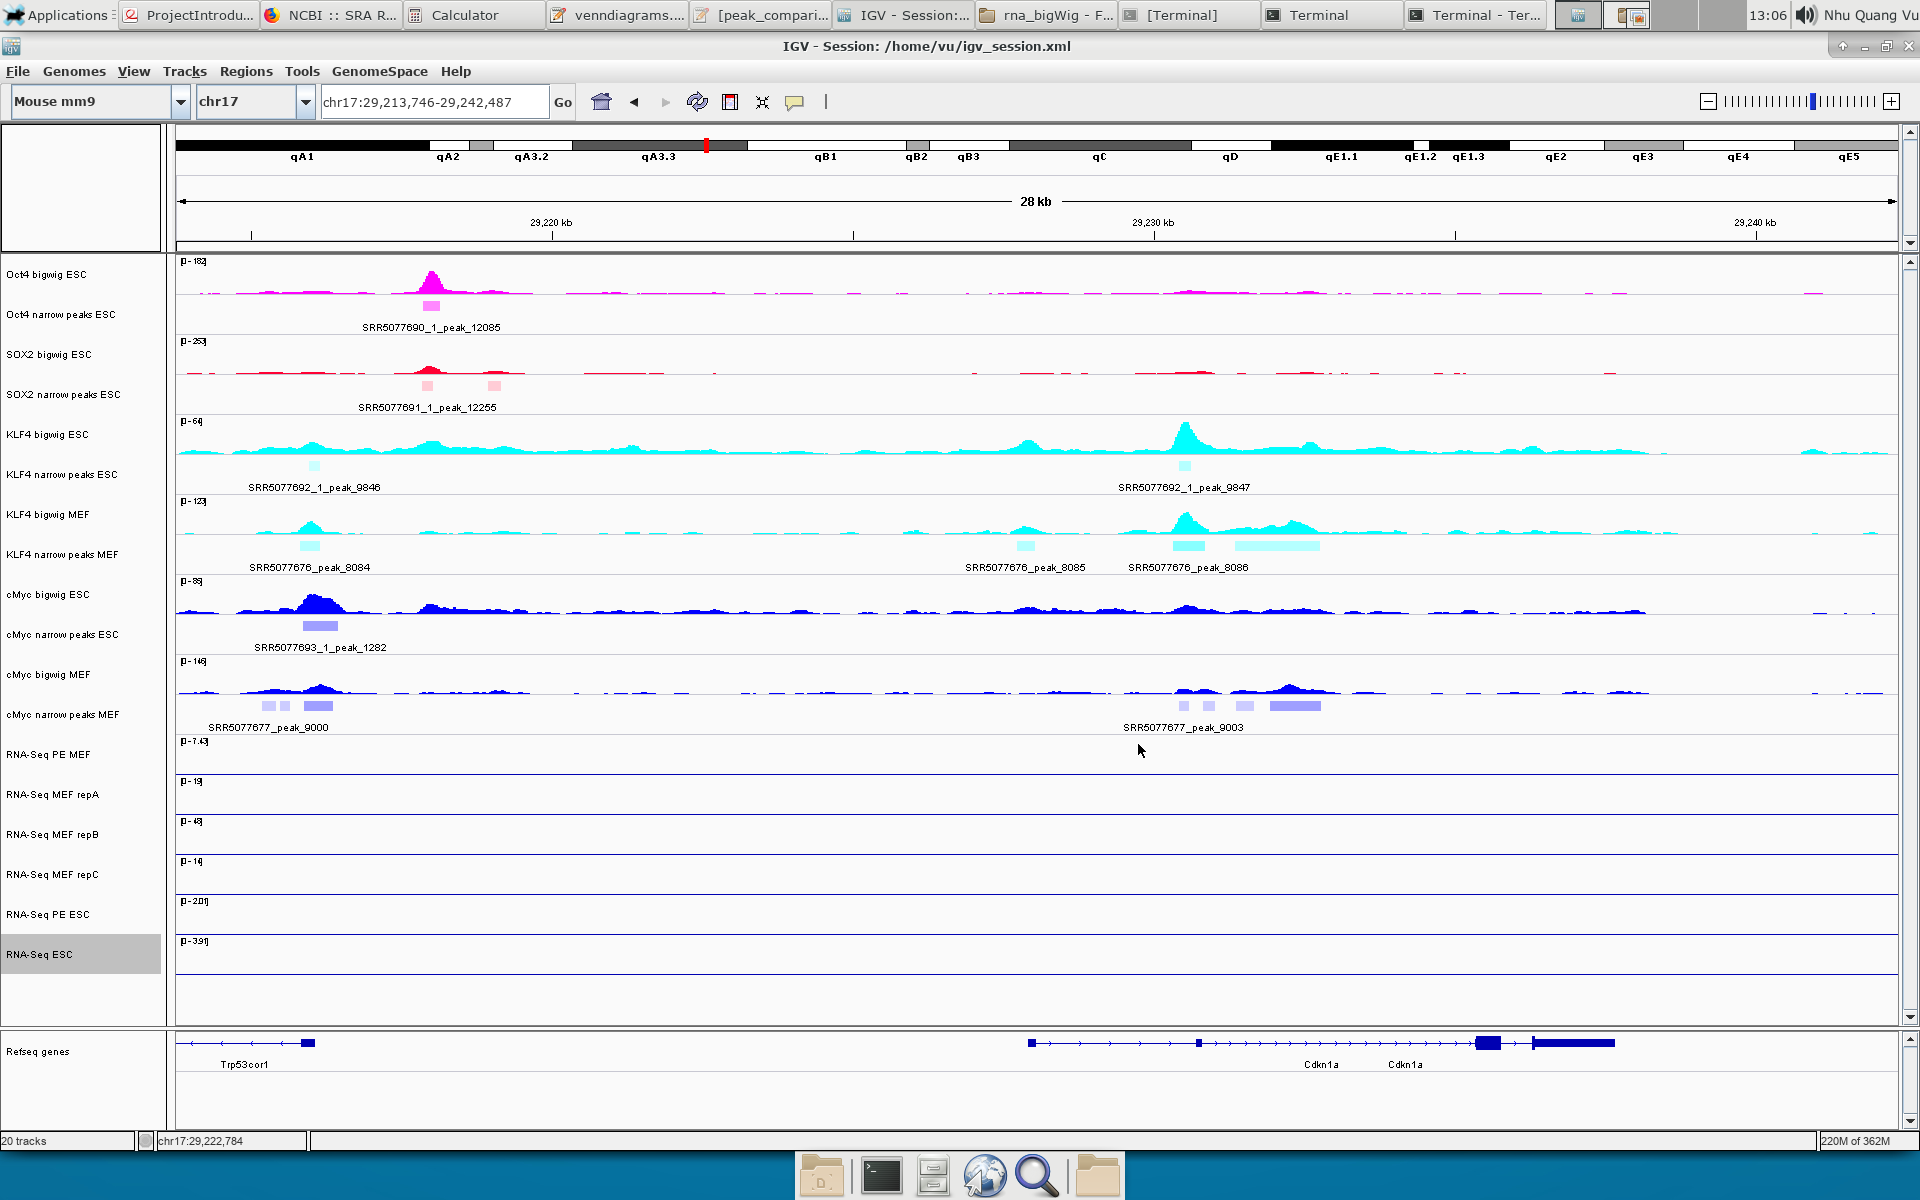 Applications
ProjectIntrodu...
NCBI :: SRA R...
Calculator
venndiagrams....
[peak_compari...
IGV - Session:...
rna_bigWig - F...
[Terminal]
Terminal
Terminal - Ter...
13:06
Nhu Quang Vu
IGV - Session: /home/vu/igv_session.xml
File Genomes View Tracks Regions Tools GenomeSpace Help
Mouse mm9
chr17
chr17:29,213,746-29,242,487
Go
qA1 qA2 qA3.2 qA3.3 qB1 qB2 qB3 qC qD qE1.1 qE1.2 qE1.3 qE2 qE3 qE4 qE5
28 kb
29,220 kb 29,230 kb 29,240 kb
[0-182]
Oct4 bigwig ESC
Oct4 narrow peaks ESC
SRR5077690_1_peak_12085
[0-253]
SOX2 bigwig ESC
SOX2 narrow peaks ESC
SRR5077691_1_peak_12255
[0-64]
KLF4 bigwig ESC
KLF4 narrow peaks ESC
SRR5077692_1_peak_9846 SRR5077692_1_peak_9847
[0-123]
KLF4 bigwig MEF
KLF4 narrow peaks MEF
SRR5077676_peak_8084 SRR5077676_peak_8085 SRR5077676_peak_8086
cMyc bigwig ESC
cMyc narrow peaks ESC
SRR5077693_1_peak_1282
[0-146]
cMyc bigwig MEF
cMyc narrow peaks MEF
SRR5077677_peak_9000 SRR5077677_peak_9003
[0-7.43]
RNA-Seq PE MEF
[0-19]
RNA-Seq MEF repA
[0-48]
RNA-Seq MEF repB
RNA-Seq MEF repC
[0-2.01]
RNA-Seq PE ESC
[0-3.91]
RNA-Seq ESC
Refseq genes
Trp53cor1 Cdkn1a Cdkn1a
20 tracks
chr17:29,222,784
220M of 362M